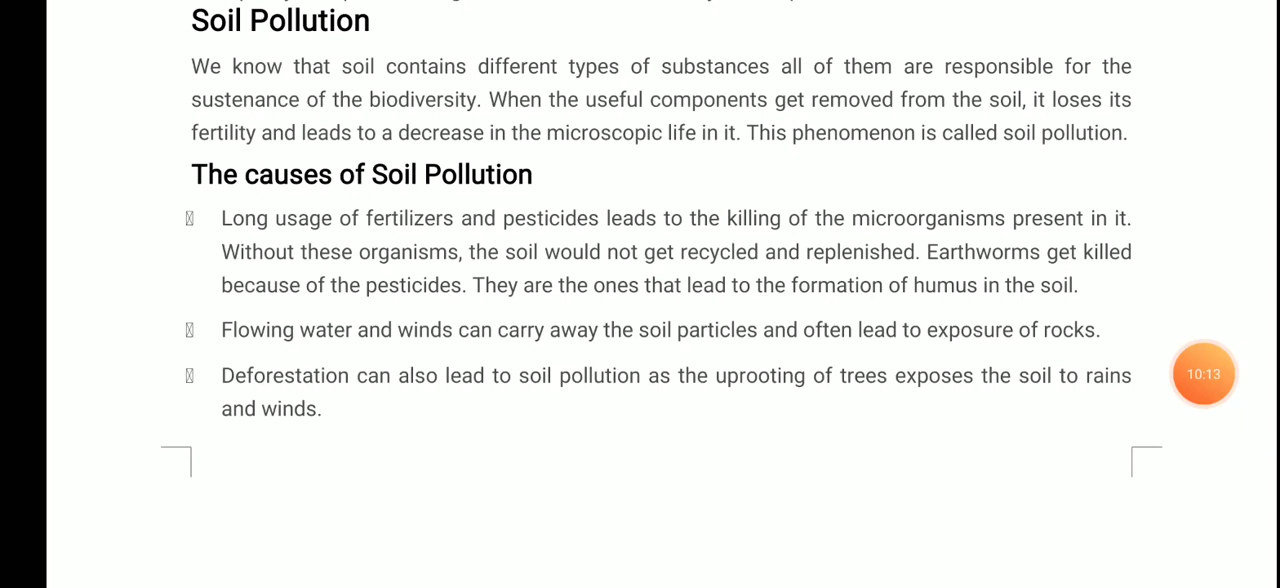 Soil Pollution
We know that soil contains different types of substances all of them are responsible for the
sustenance of the biodiversity. When the useful components get removed from the soil, it loses its
fertility and leads to a decrease in the microscopic life in it. This phenomenon is called soil pollution.
The causes of Soil Pollution
Long usage of fertilizers and pesticides leads to the killing of the microorganisms present in it.
Without these organisms, the soil would not get recycled and replenished. Earthworms get killed
because of the pesticides. They are the ones that lead to the formation of humus in the soil.
Flowing water and winds can carry away the soil particles and often lead to exposure of rocks.
Deforestation can also lead to soil pollution as the uprooting of trees exposes the soil to rains
and winds.
10:13